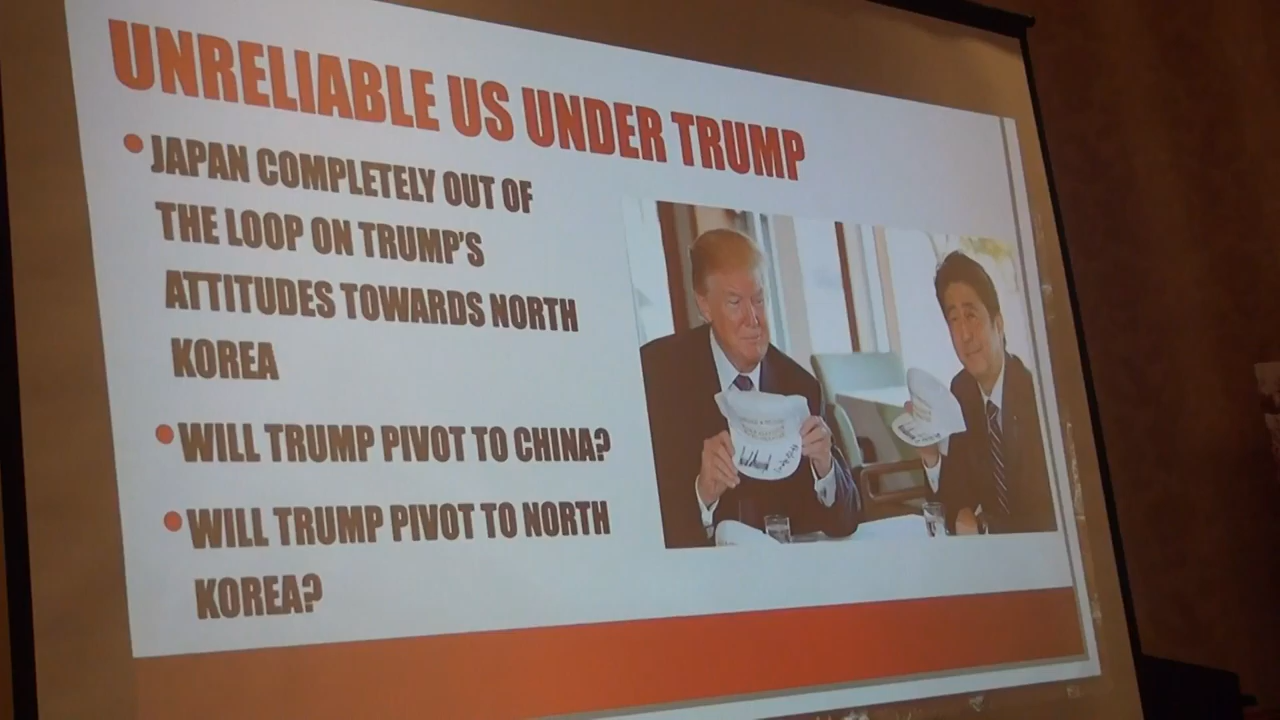 UNRELIABLE US UNDER TRUMP
• JAPAN COMPLETELY OUT OF
THE LOOP ON TRUMP'S
ATTITUDES TOWARDS NORTH
KOREA
• WILL TRUMP PIVOT TO CHINA?
• WILL TRUMP PIVOT TO NORTH
KOREA?